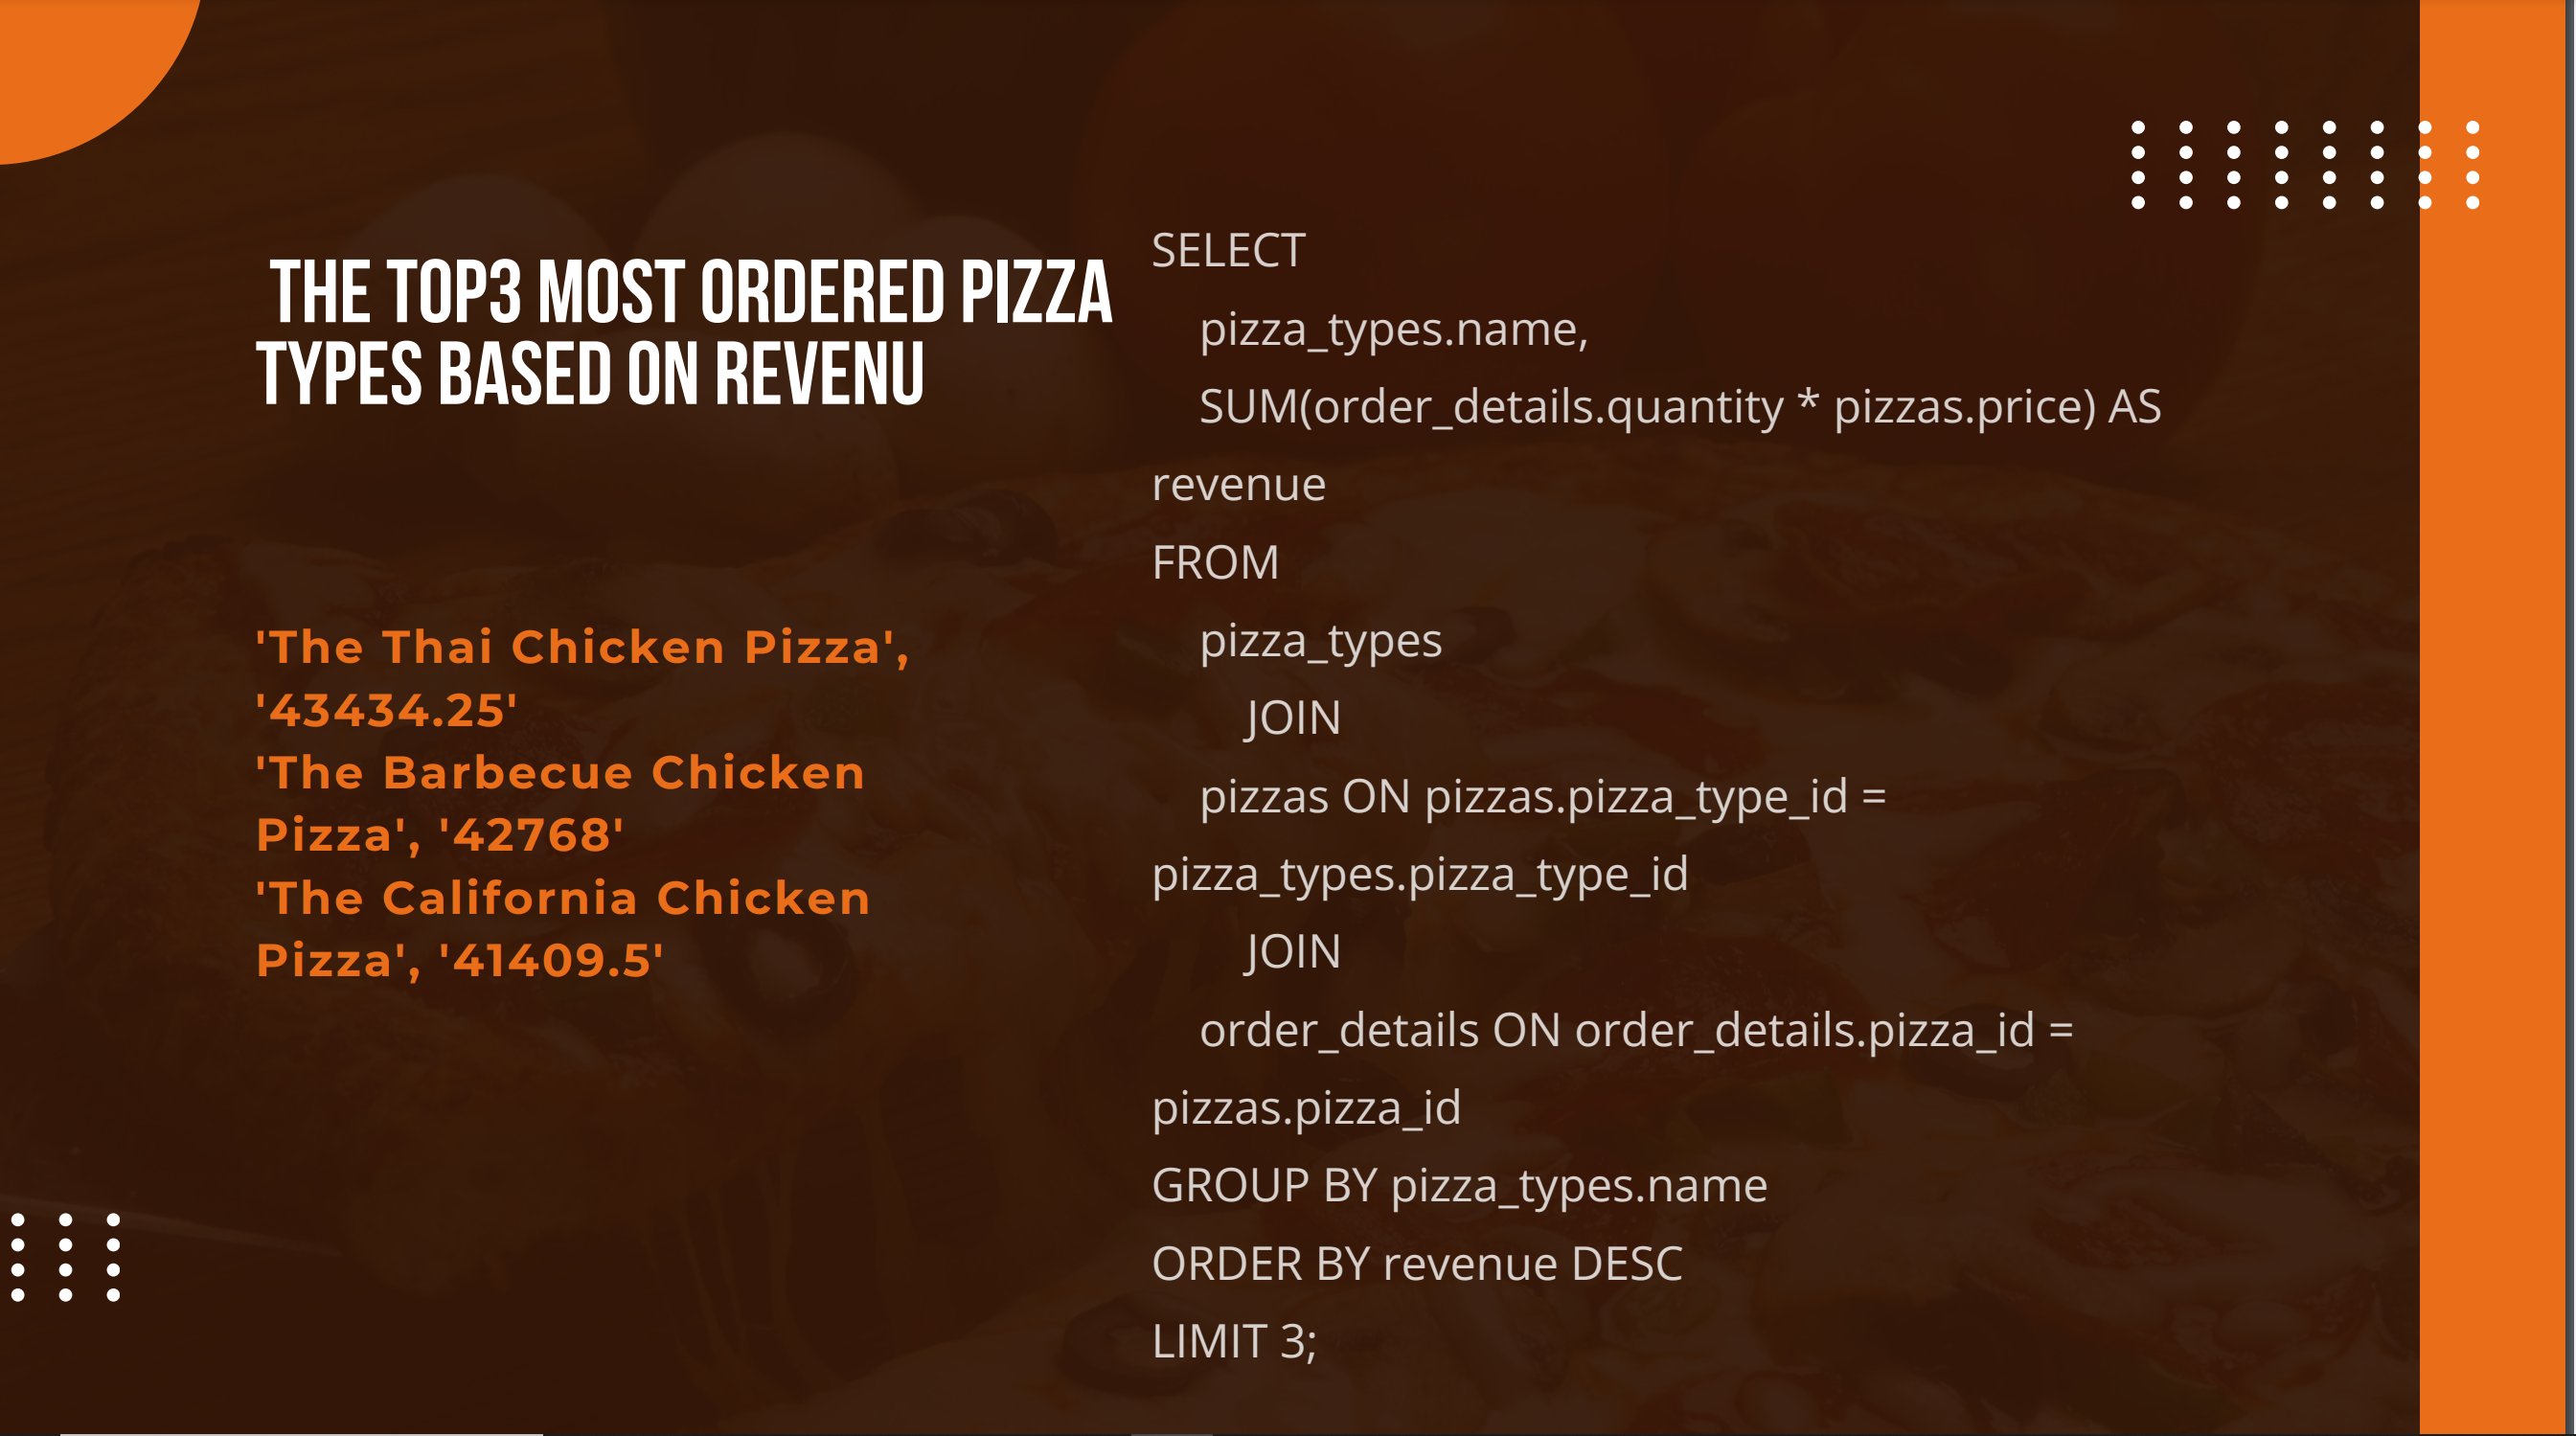 THE TOP3 MOST ORDERED PIZZA
TYPES BASED ON REVENU
'The Thai Chicken Pizza',
'43434.25'
'The Barbecue Chicken
Pizza', '42768'
'The California Chicken
Pizza', '41409.5'
SELECT
pizza_types.name,
SUM(order_details.quantity * pizzas.price) AS
revenue
FROM
pizza_types
JOIN
pizzas ON pizzas.pizza_type_id =
pizza_types.pizza_type_id
JOIN
order_details ON order_details.pizza_id =
pizzas.pizza_id
GROUP BY pizza_types.name
ORDER BY revenue DESC
LIMIT 3;